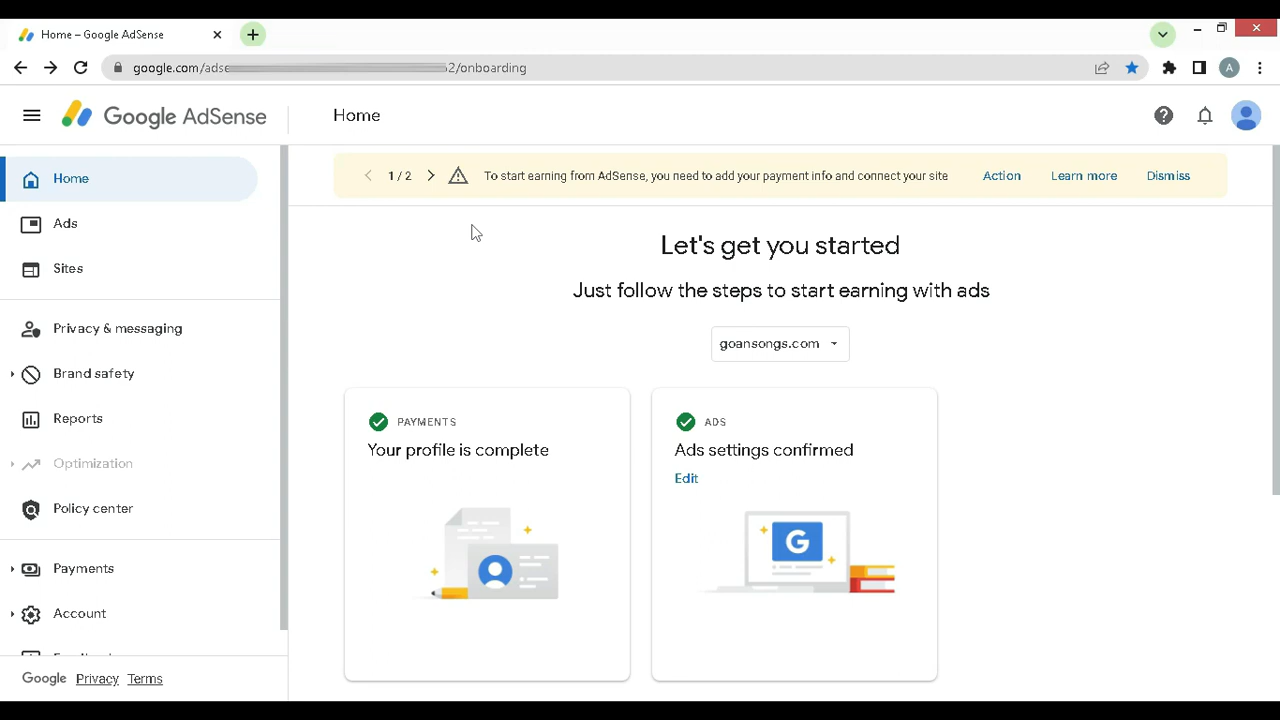 Home – Google AdSense
google.com/adse
2/onboarding
Google AdSense
Home
A
Home
Ads
Sites
Privacy & messaging
Brand safety
Reports
Optimization
Policy center
Payments
Account
Google Privacy Terms
1 / 2
To start earning from AdSense, you need to add your payment info and connect your site
Action Learn more Dismiss
Let's get you started
Just follow the steps to start earning with ads
goansongs.com
PAYMENTS
Your profile is complete
ADS
Ads settings confirmed
Edit
G